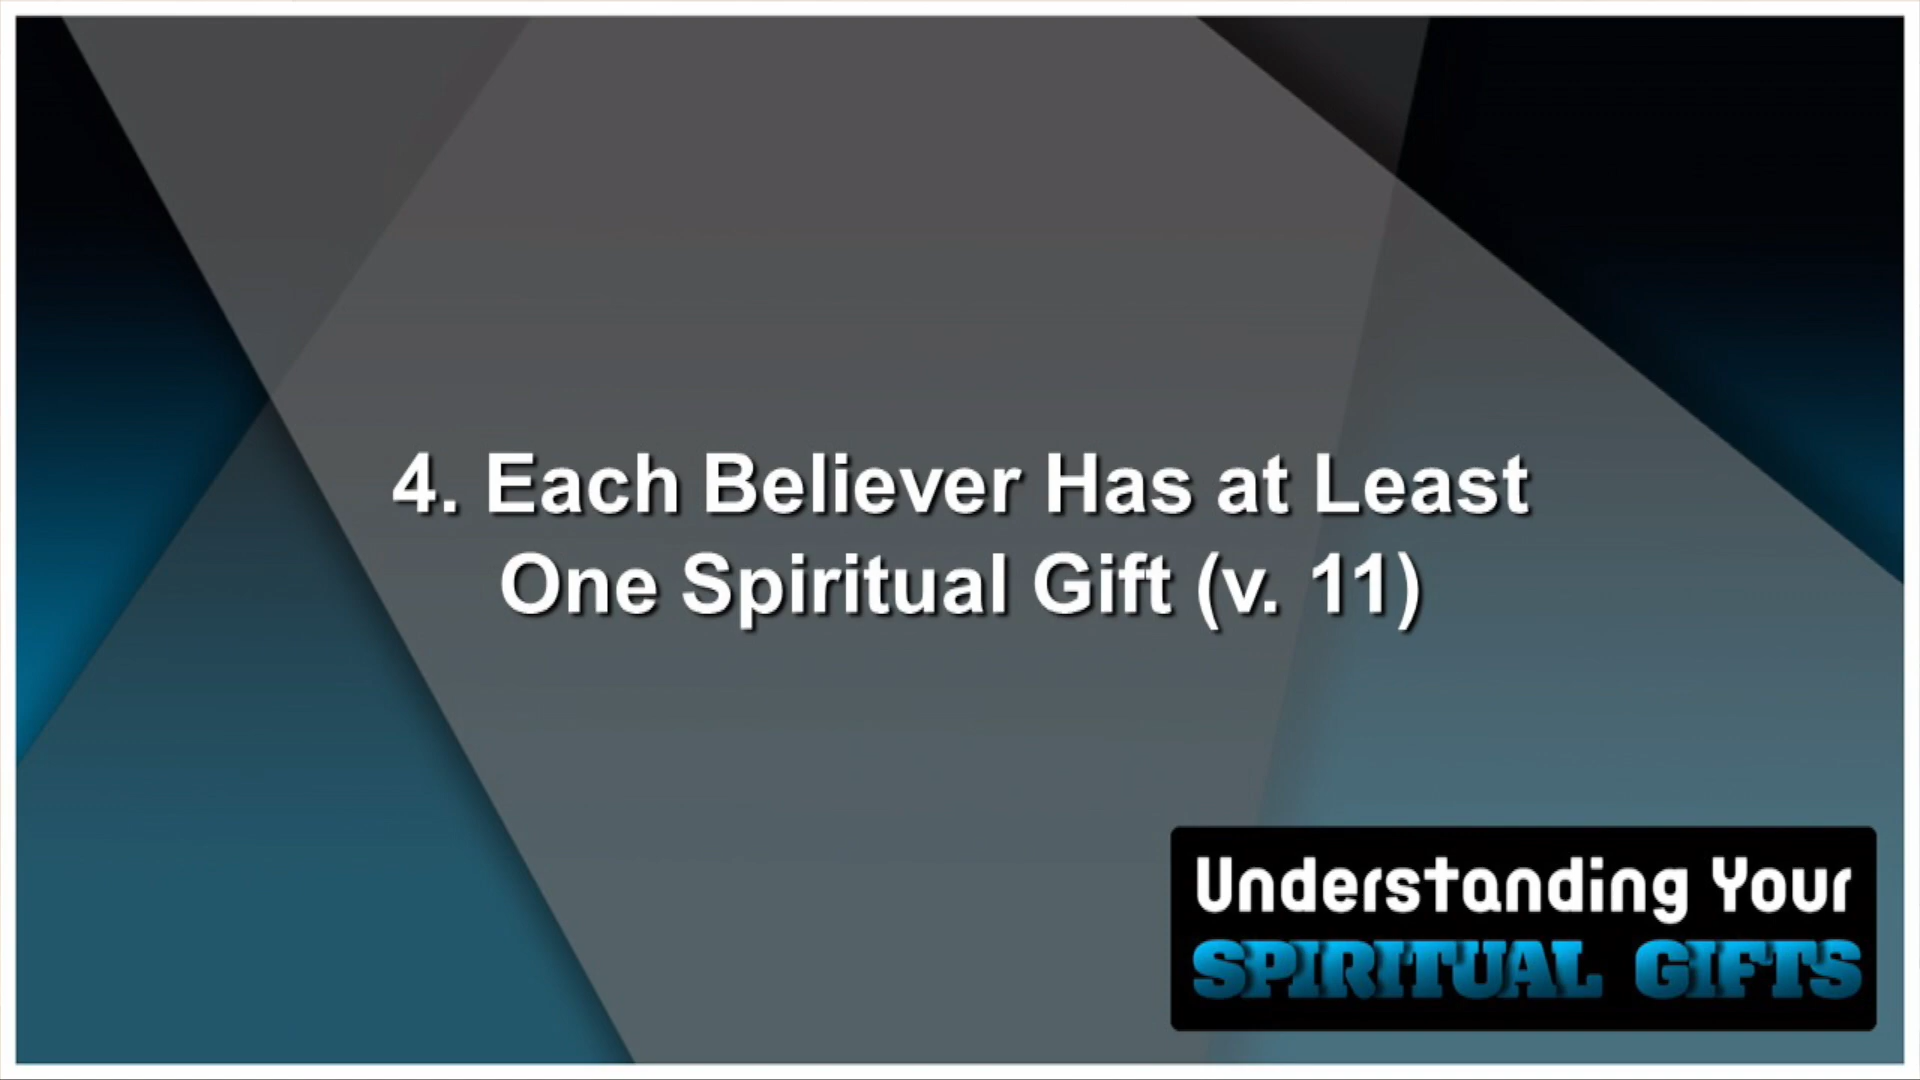 4. Each Believer Has at Least
One Spiritual Gift (v. 11)
Understanding Your
SPIRITUAL GIFTS